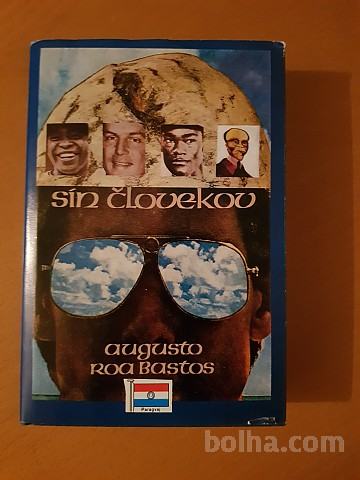 sin človekov
augusto
roa bastos
Paragvaj
bolha.com